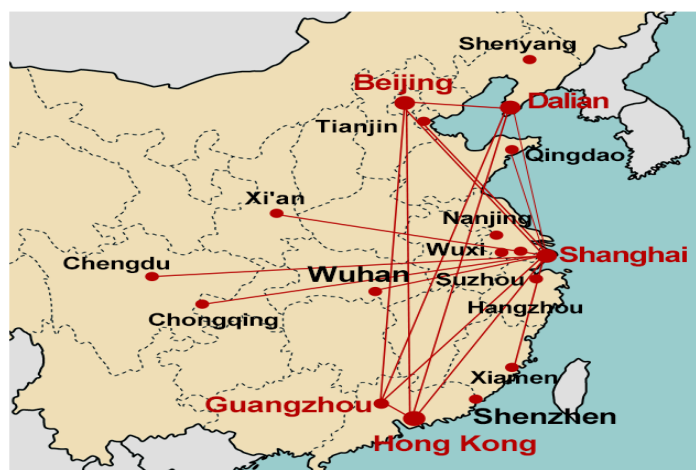 Shenyang
Beijing
Dalian
Tianjin
Qingdao
Xi'an
Nanjing
Wuxi
Shanghai
Chengdu
Wuhan
Suzhou
Hangzhou
Chongqing
Xiamen
Guangzhou
Shenzhen
Hong Kong